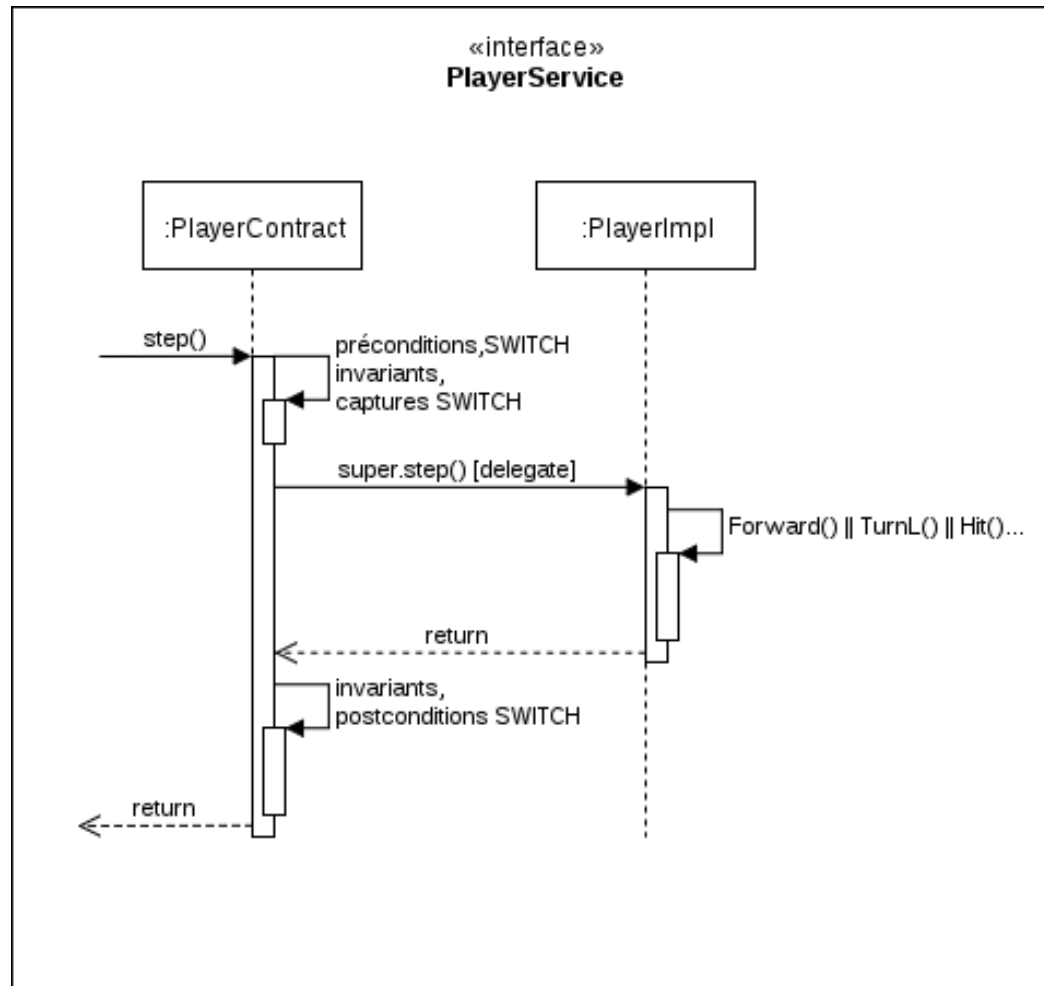 «interface»
PlayerService
:PlayerContract
:PlayerImpl
step()
préconditions,SWITCH
invariants,
captures SWITCH
super.step() [delegate]
Forward() || TurnL() || Hit()...
return
invariants,
postconditions SWITCH
return